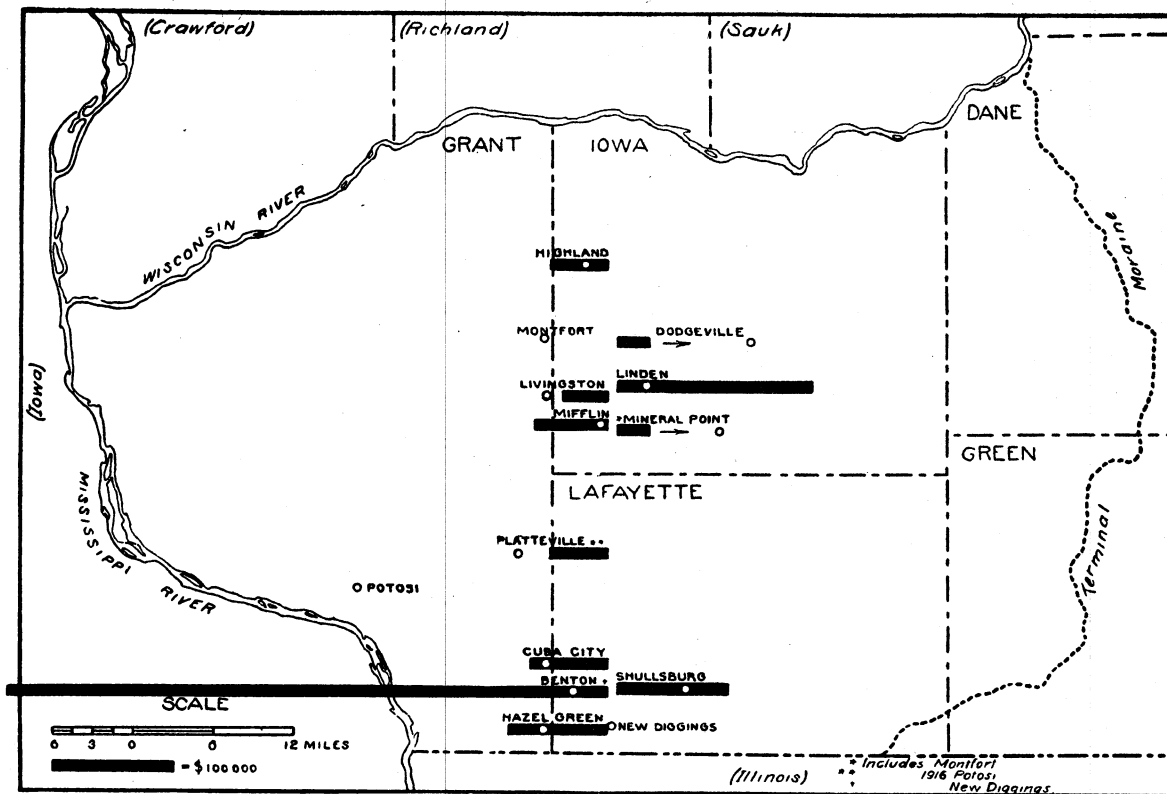 (Crawford) (Richland) (Sauk)
DANE
GRANT IOWA
WISCONSIN RIVER
Moraine
HIGHLAND
MONTFORT DODGEVILLE
(Iowa)
LINDEN
LIVINGSTON
MIFFLIN *MINERAL POINT
GREEN
LAFAYETTE
MISSISSIPPI RIVER
PLATTEVILLE **
Terminal
POTOSI
CUBA CITY
BENTON + SHULLSBURG
SCALE
HAZEL GREEN NEW DIGGINGS
6 3 0 6 12 MILES
= $100000
(Illinois)
* Includes Montfort
** 1916 Potosi
+ New Diggings